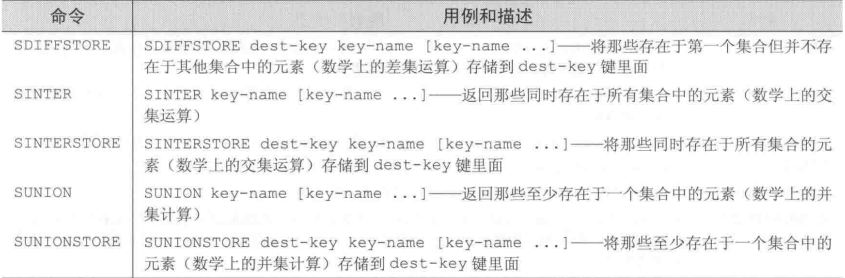 命令 用例和描述
SDIFFSTORE SDIFFSTORE dest-key key-name [key-name ...]——将那些存在于第一个集合但并不存
在于其他集合中的元素（数学上的差集运算）存储到 dest-key 键里面
SINTER SINTER key-name [key-name ...]——返回那些同时存在于所有集合中的元素（数学上的交
集运算）
SINTERSTORE SINTERSTORE dest-key key-name [key-name ...]——将那些同时存在于所有集合的元
素（数学上的交集运算）存储到 dest-key 键里面
SUNION SUNION key-name [key-name ...]——返回那些至少存在于一个集合中的元素（数学上的并
集计算）
SUNIONSTORE SUNIONSTORE dest-key key-name [key-name ...]——将那些至少存在于一个集合中的
元素（数学上的并集计算）存储到 dest-key 键里面